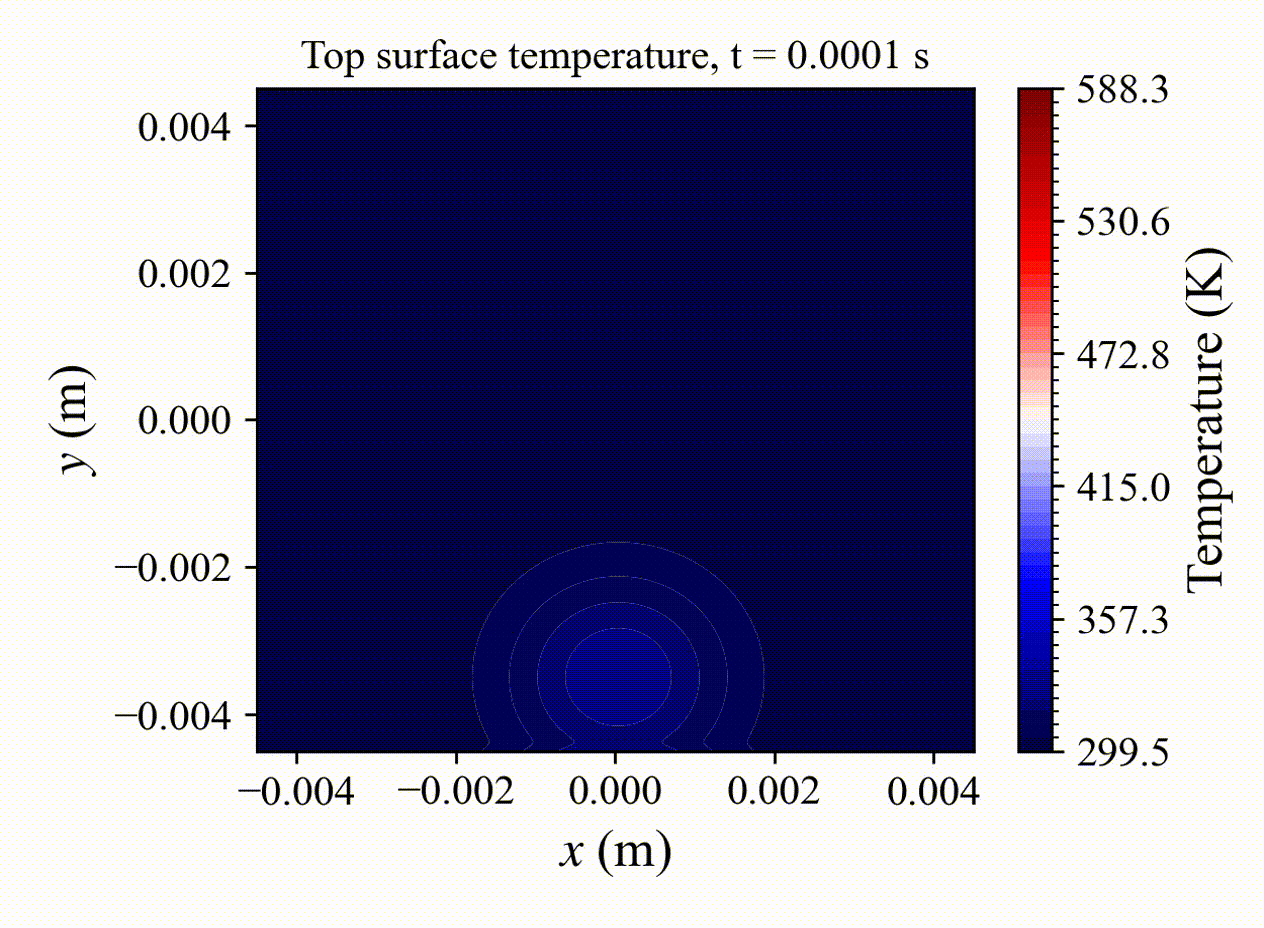 Top surface temperature, t = 0.0001 s
0.004
0.002
0.000
−0.002
−0.004
y (m)
−0.004 −0.002 0.000 0.002 0.004
x (m)
588.3
530.6
472.8
415.0
357.3
299.5
Temperature (K)